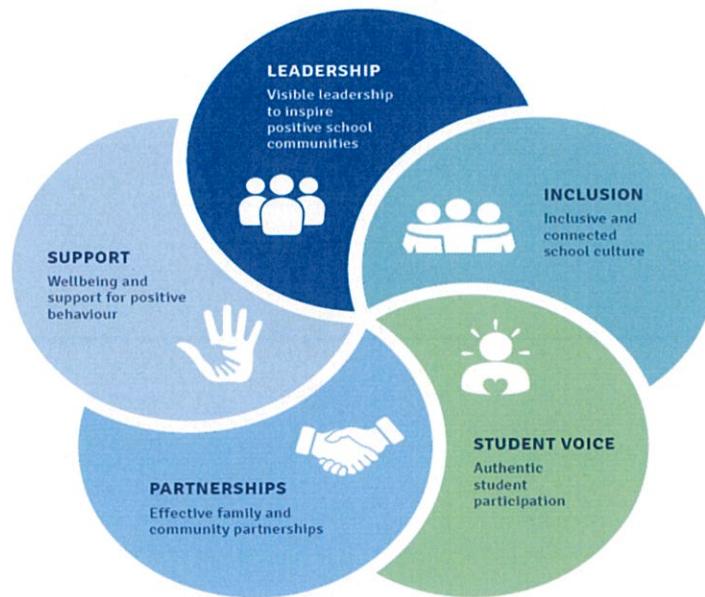 LEADERSHIP
Visible leadership
to inspire
positive school
communities
INCLUSION
Inclusive and
connected
school culture
STUDENT VOICE
Authentic
student
participation
PARTNERSHIPS
Effective family and
community partnerships
SUPPORT
Wellbeing and
support for positive
behaviour